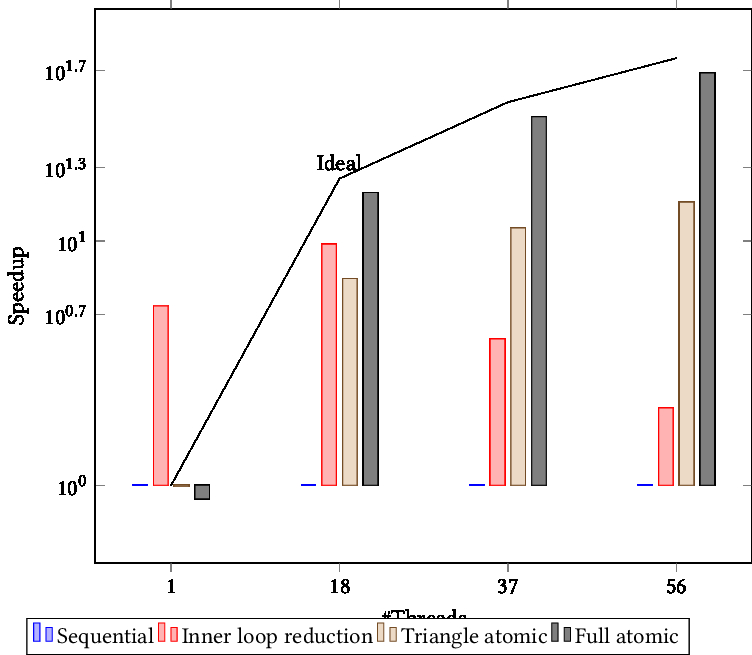 10^1.7
10^1.3
Ideal
10^1
Speedup
10^0.7
10^0
1 18 37 56
#Threads
Sequential Inner loop reduction Triangle atomic Full atomic